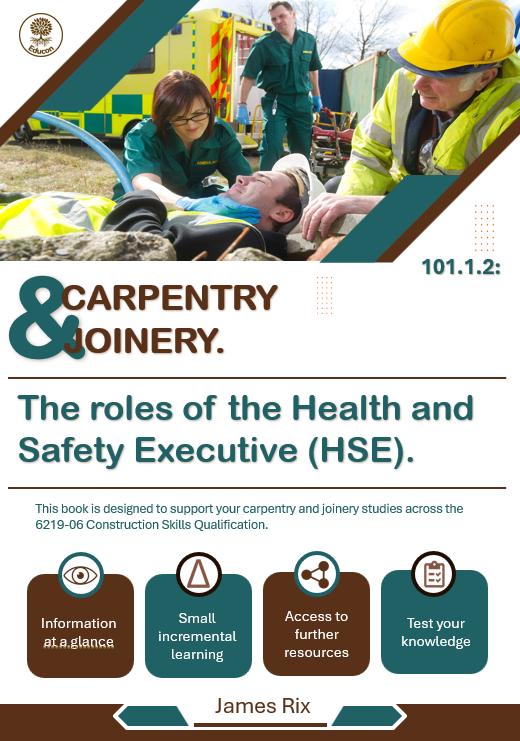 Educon
101.1.2:
& CARPENTRY
JOINERY.
The roles of the Health and
Safety Executive (HSE).
This book is designed to support your carpentry and joinery studies across the
6219-06 Construction Skills Qualification.
Information
at a glance
Small
incremental
learning
Access to
further
resources
Test your
knowledge
James Rix